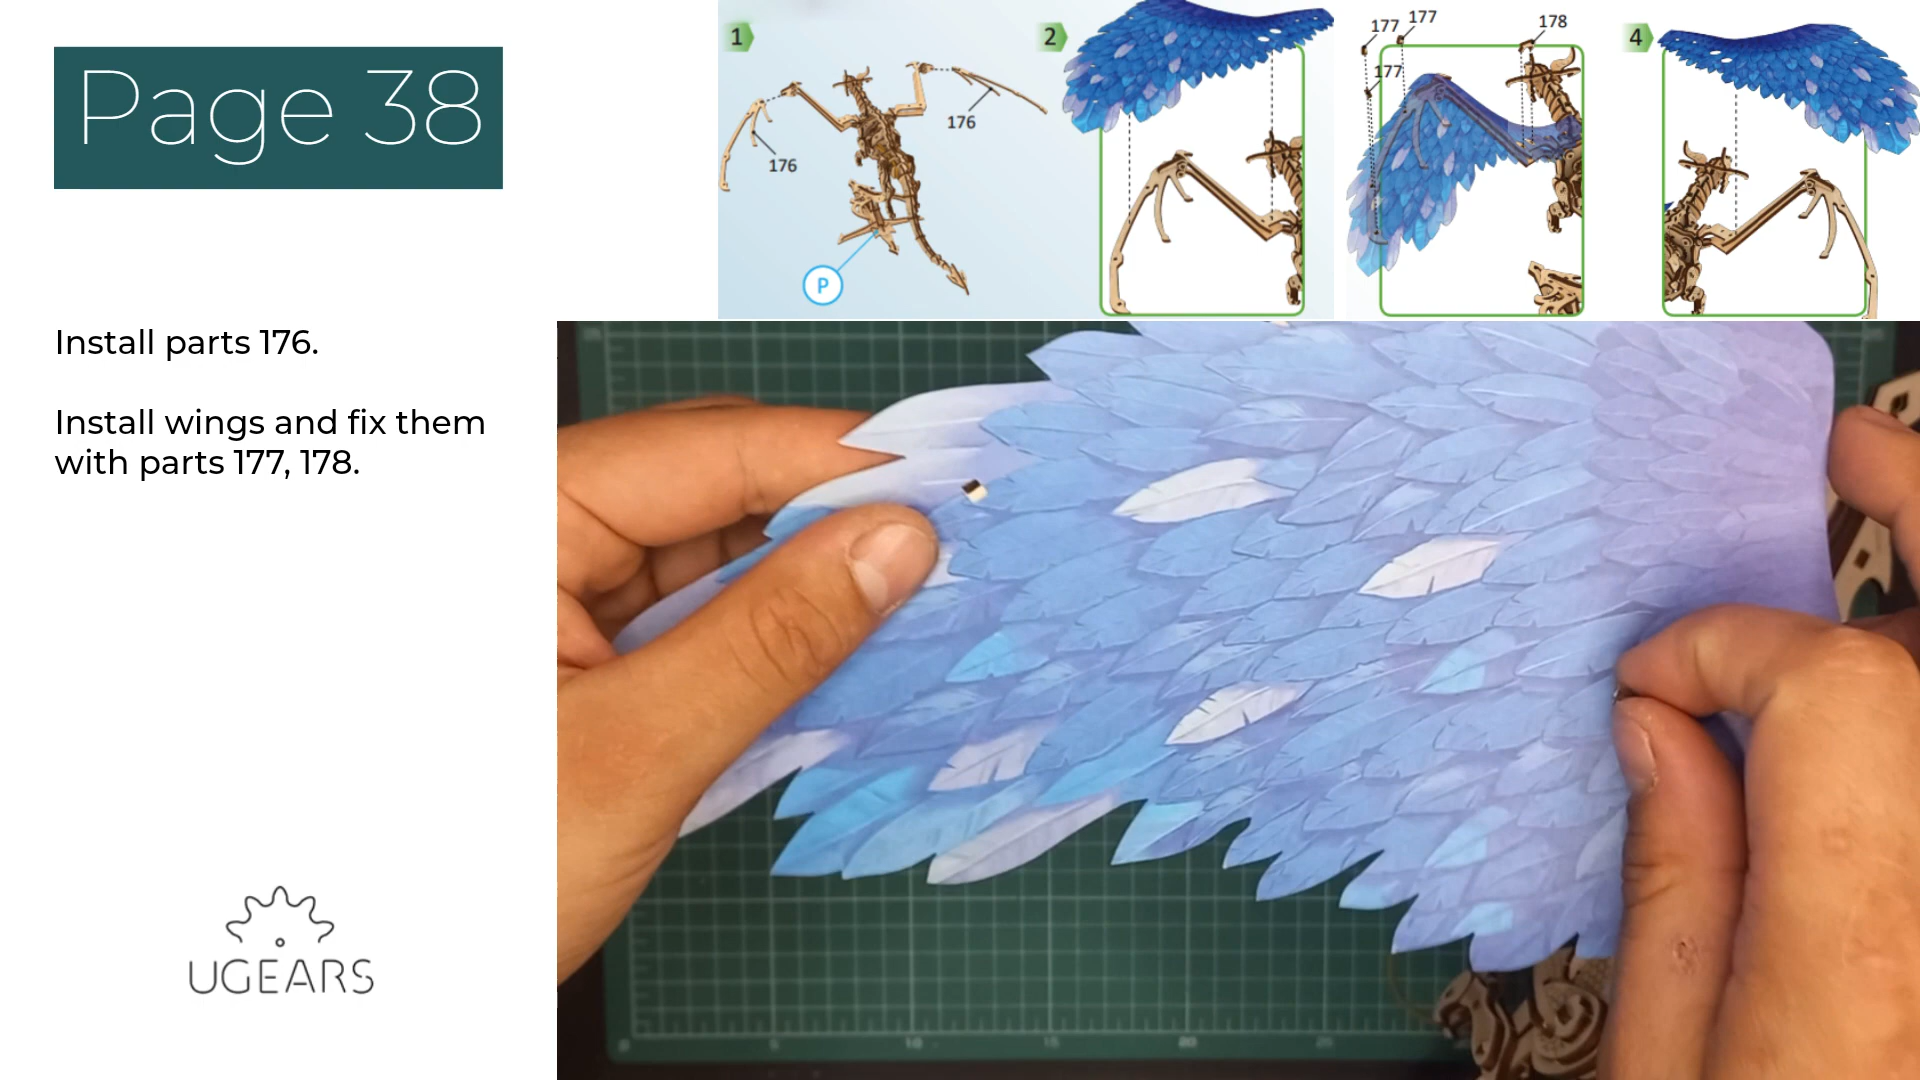 Page 38
1
176
176
P
2
177
177
177
178
4
Install parts 176.
Install wings and fix them
with parts 177, 178.
UGEARS